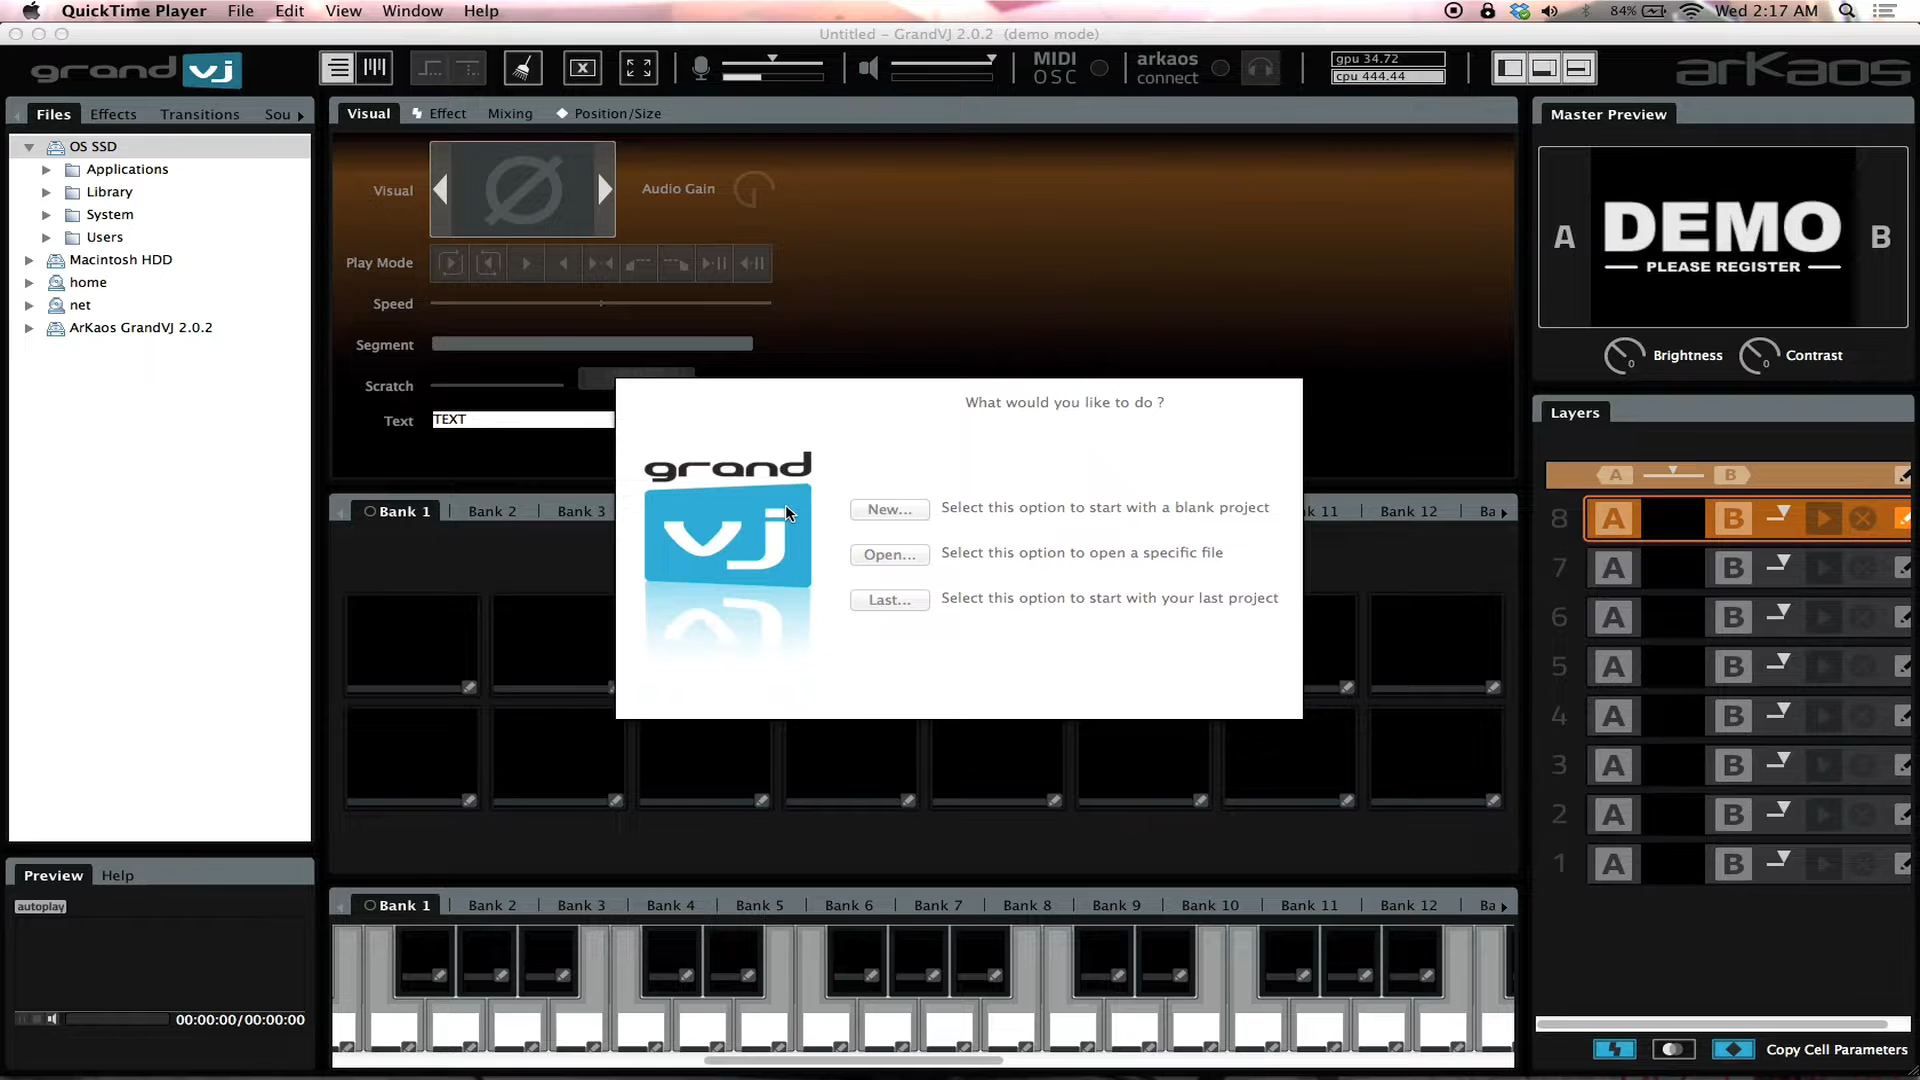 QuickTime Player File Edit View Window Help 84% Wed 2:17 AM
Untitled – GrandVJ 2.0.2 (demo mode)
grand vj MIDI OSC arkaos connect gpu 34.72 cpu 444.44 arKaos
Files Effects Transitions Sou
OS SSD
Applications
Library
System
Users
Macintosh HDD
home
net
ArKaos GrandVJ 2.0.2
Visual Effect Mixing Position/Size
Visual Audio Gain
Play Mode
Speed
Segment
Scratch
Text TEXT
What would you like to do ?
grand
vj
New... Select this option to start with a blank project
Open... Select this option to open a specific file
Last... Select this option to start with your last project
Bank 1 Bank 2 Bank 3 11 Bank 12 Ba
Master Preview
A DEMO B
PLEASE REGISTER
0 Brightness 0 Contrast
Layers
A B
8 A B
7 A B
6 A B
5 A B
4 A B
3 A B
2 A B
1 A B
Preview Help
autoplay
00:00:00/00:00:00
Bank 1 Bank 2 Bank 3 Bank 4 Bank 5 Bank 6 Bank 7 Bank 8 Bank 9 Bank 10 Bank 11 Bank 12 Ba
Copy Cell Parameters